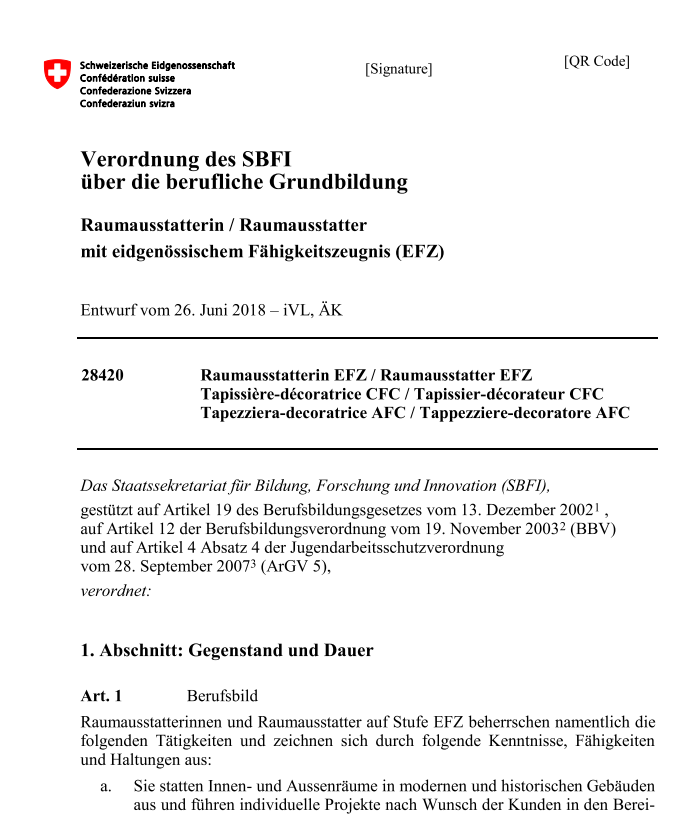 Schweizerische Eidgenossenschaft
Confédération suisse
Confederazione Svizzera
Confederaziun svizra
[Signature]
[QR Code]
Verordnung des SBFI
über die berufliche Grundbildung
Raumausstatterin / Raumausstatter
mit eidgenössischem Fähigkeitszeugnis (EFZ)
Entwurf vom 26. Juni 2018 – iVL, ÄK
28420 Raumausstatterin EFZ / Raumausstatter EFZ
Tapissière-décoratrice CFC / Tapissier-décorateur CFC
Tapezziera-decoratrice AFC / Tappezziere-decoratore AFC
Das Staatssekretariat für Bildung, Forschung und Innovation (SBFI),
gestützt auf Artikel 19 des Berufsbildungsgesetzes vom 13. Dezember 2002¹ ,
auf Artikel 12 der Berufsbildungsverordnung vom 19. November 2003² (BBV)
und auf Artikel 4 Absatz 4 der Jugendarbeitsschutzverordnung
vom 28. September 2007³ (ArGV 5),
verordnet:
1. Abschnitt: Gegenstand und Dauer
Art. 1 Berufsbild
Raumausstatterinnen und Raumausstatter auf Stufe EFZ beherrschen namentlich die
folgenden Tätigkeiten und zeichnen sich durch folgende Kenntnisse, Fähigkeiten
und Haltungen aus:
a. Sie statten Innen- und Aussenräume in modernen und historischen Gebäuden
aus und führen individuelle Projekte nach Wunsch der Kunden in den Berei-